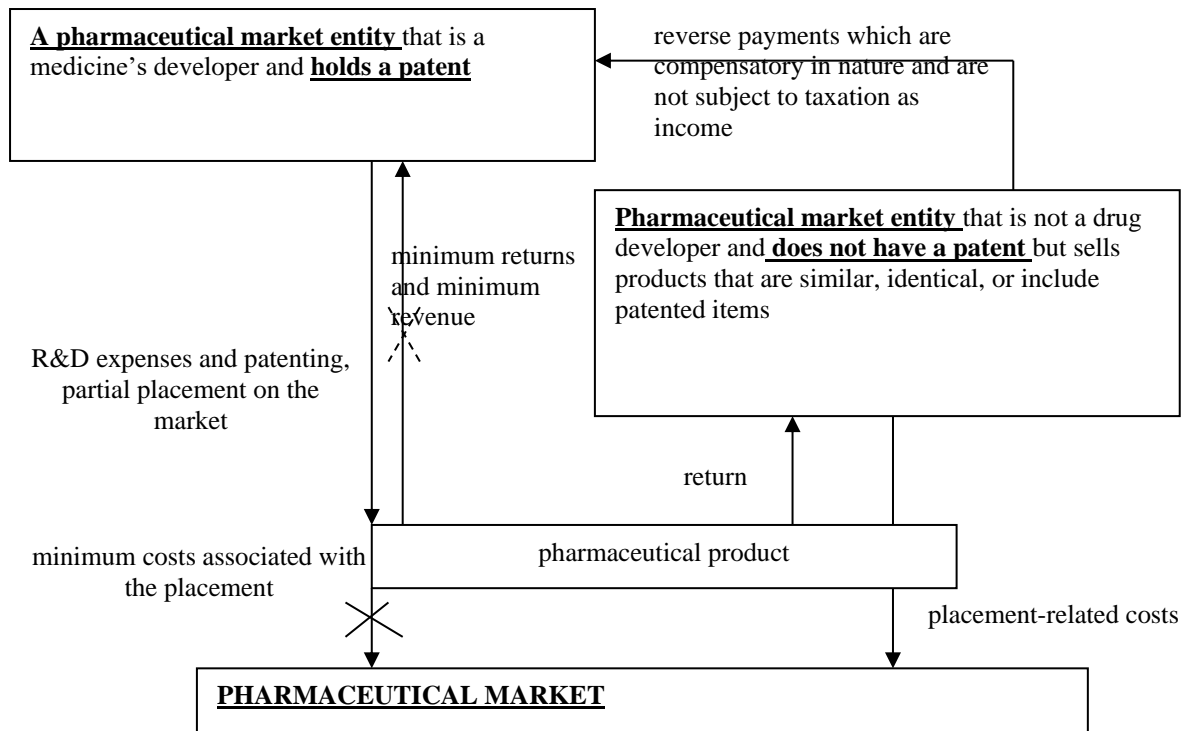 A pharmaceutical market entity that is a
medicine's developer and holds a patent
reverse payments which are
compensatory in nature and are
not subject to taxation as
income
Pharmaceutical market entity that is not a drug
developer and does not have a patent but sells
products that are similar, identical, or include
patented items
minimum returns
and minimum
revenue
R&D expenses and patenting,
partial placement on the
market
return
pharmaceutical product
minimum costs associated with
the placement
placement-related costs
PHARMACEUTICAL MARKET